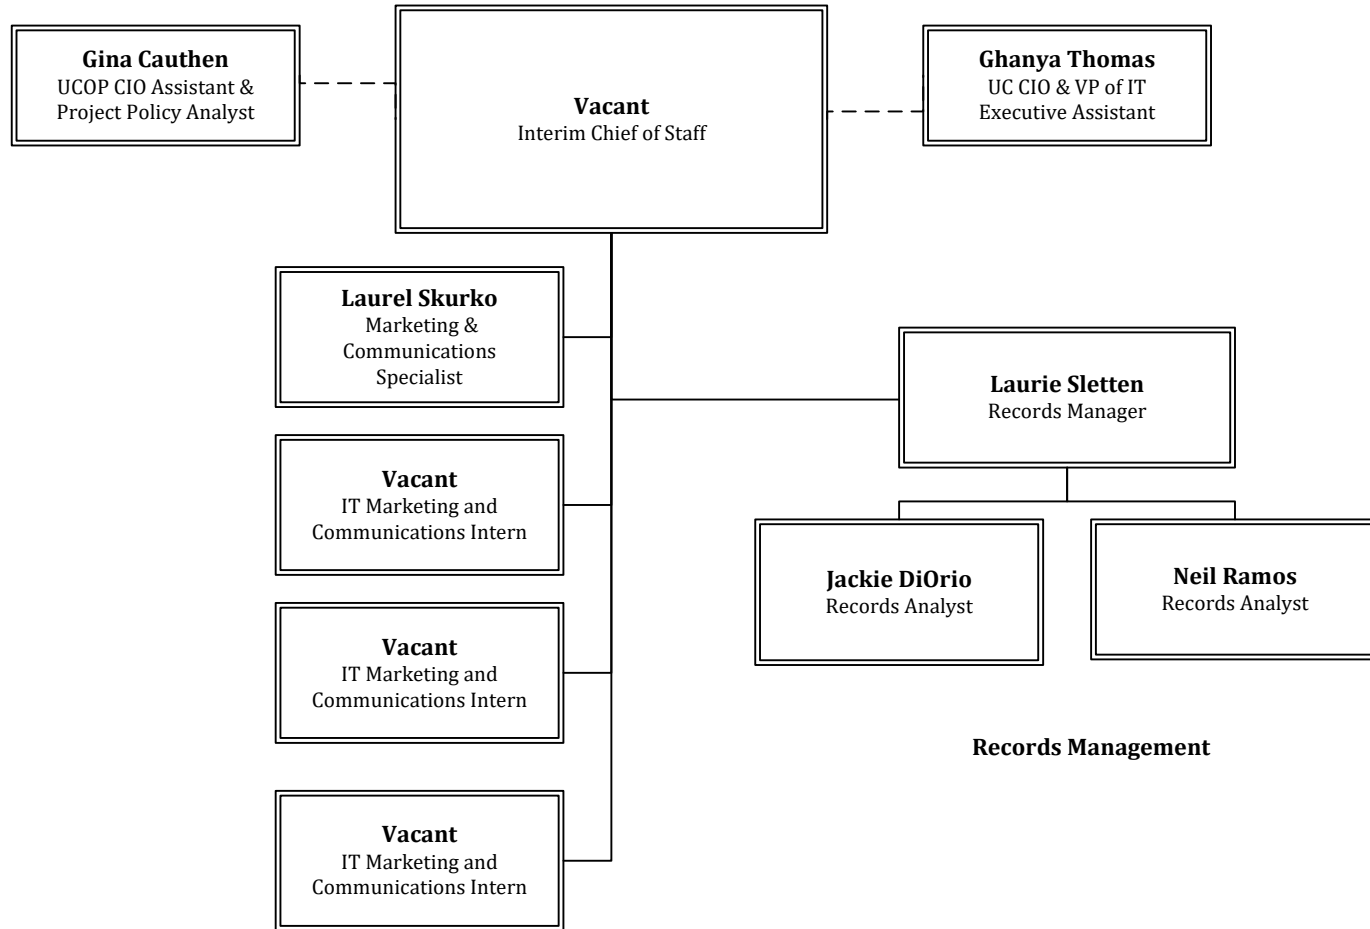 Gina Cauthen
UCOP CIO Assistant &
Project Policy Analyst
Vacant
Interim Chief of Staff
Ghanya Thomas
UC CIO & VP of IT
Executive Assistant
Laurel Skurko
Marketing &
Communications
Specialist
Laurie Sletten
Records Manager
Vacant
IT Marketing and
Communications Intern
Jackie DiOrio
Records Analyst
Neil Ramos
Records Analyst
Vacant
IT Marketing and
Communications Intern
Records Management
Vacant
IT Marketing and
Communications Intern